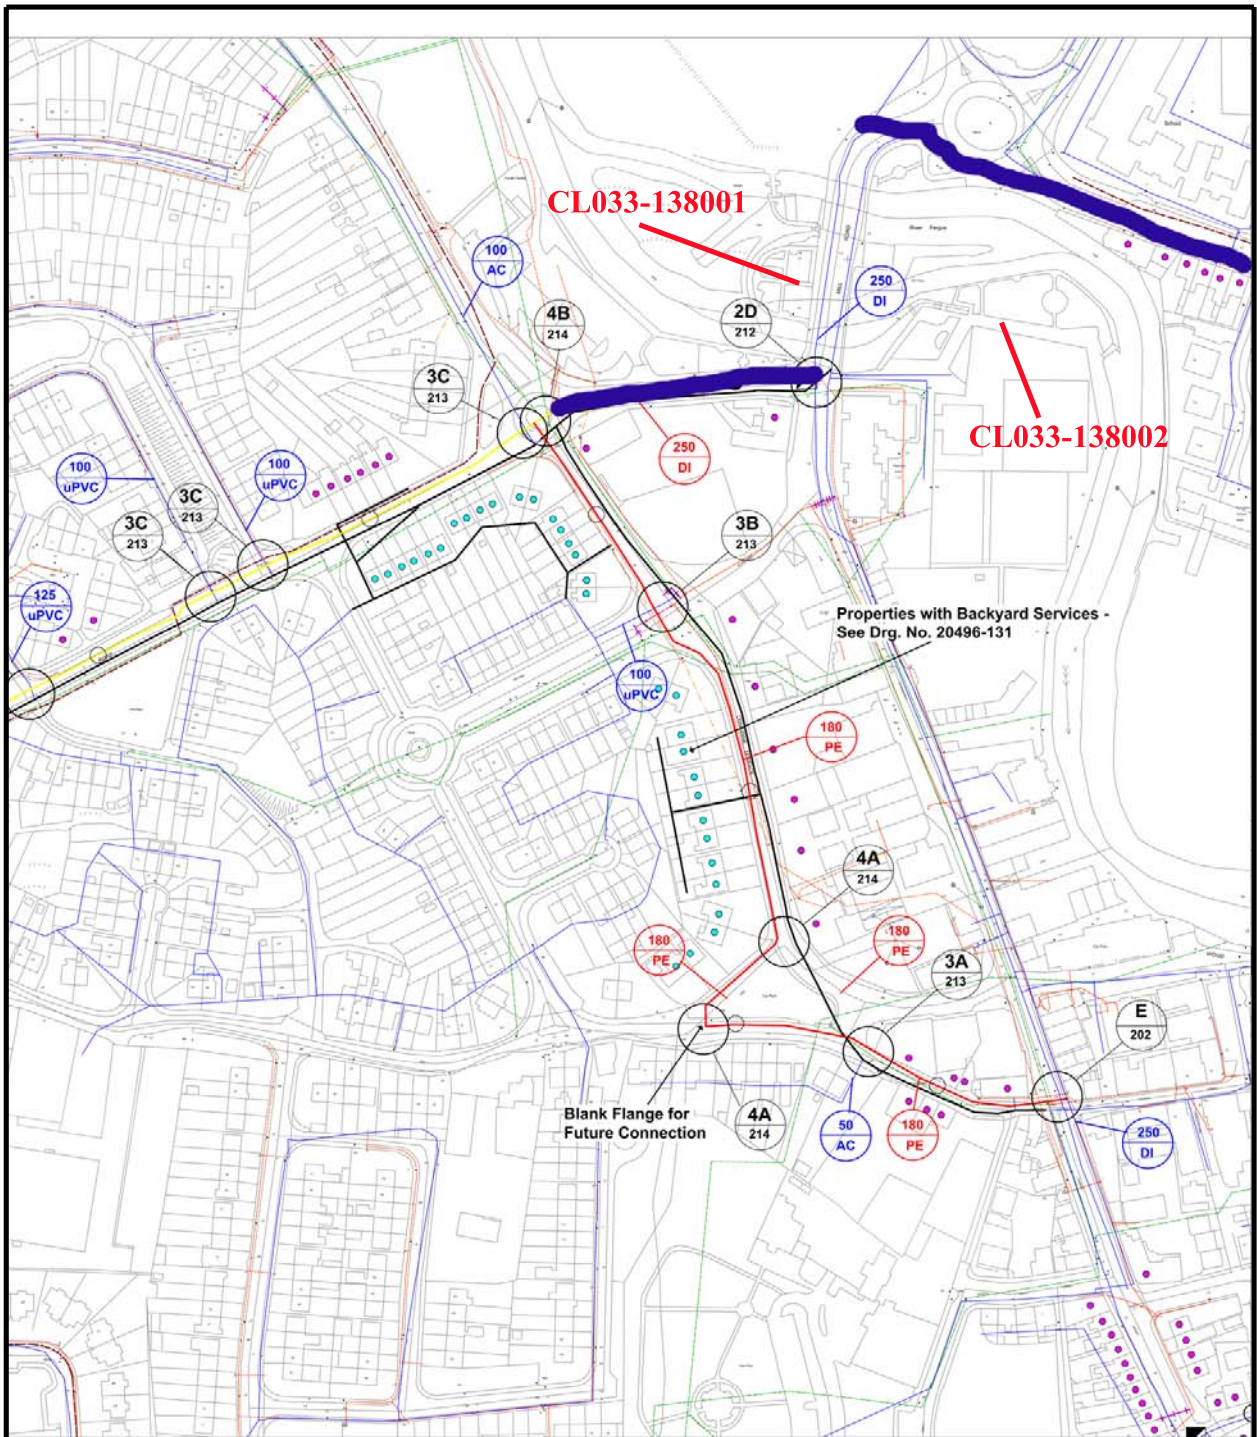 School
CL033-138001
River Fergus
100
AC
250
DI
4B
214
2D
212
3C
213
CL033-138002
250
DI
100
uPVC
100
uPVC
3C
213
3C
213
3B
213
125
uPVC
Properties with Backyard Services -
See Drg. No. 20496-131
100
uPVC
180
PE
4A
214
180
PE
180
PE
3A
213
E
202
Blank Flange for
Future Connection
4A
214
50
AC
180
PE
250
DI